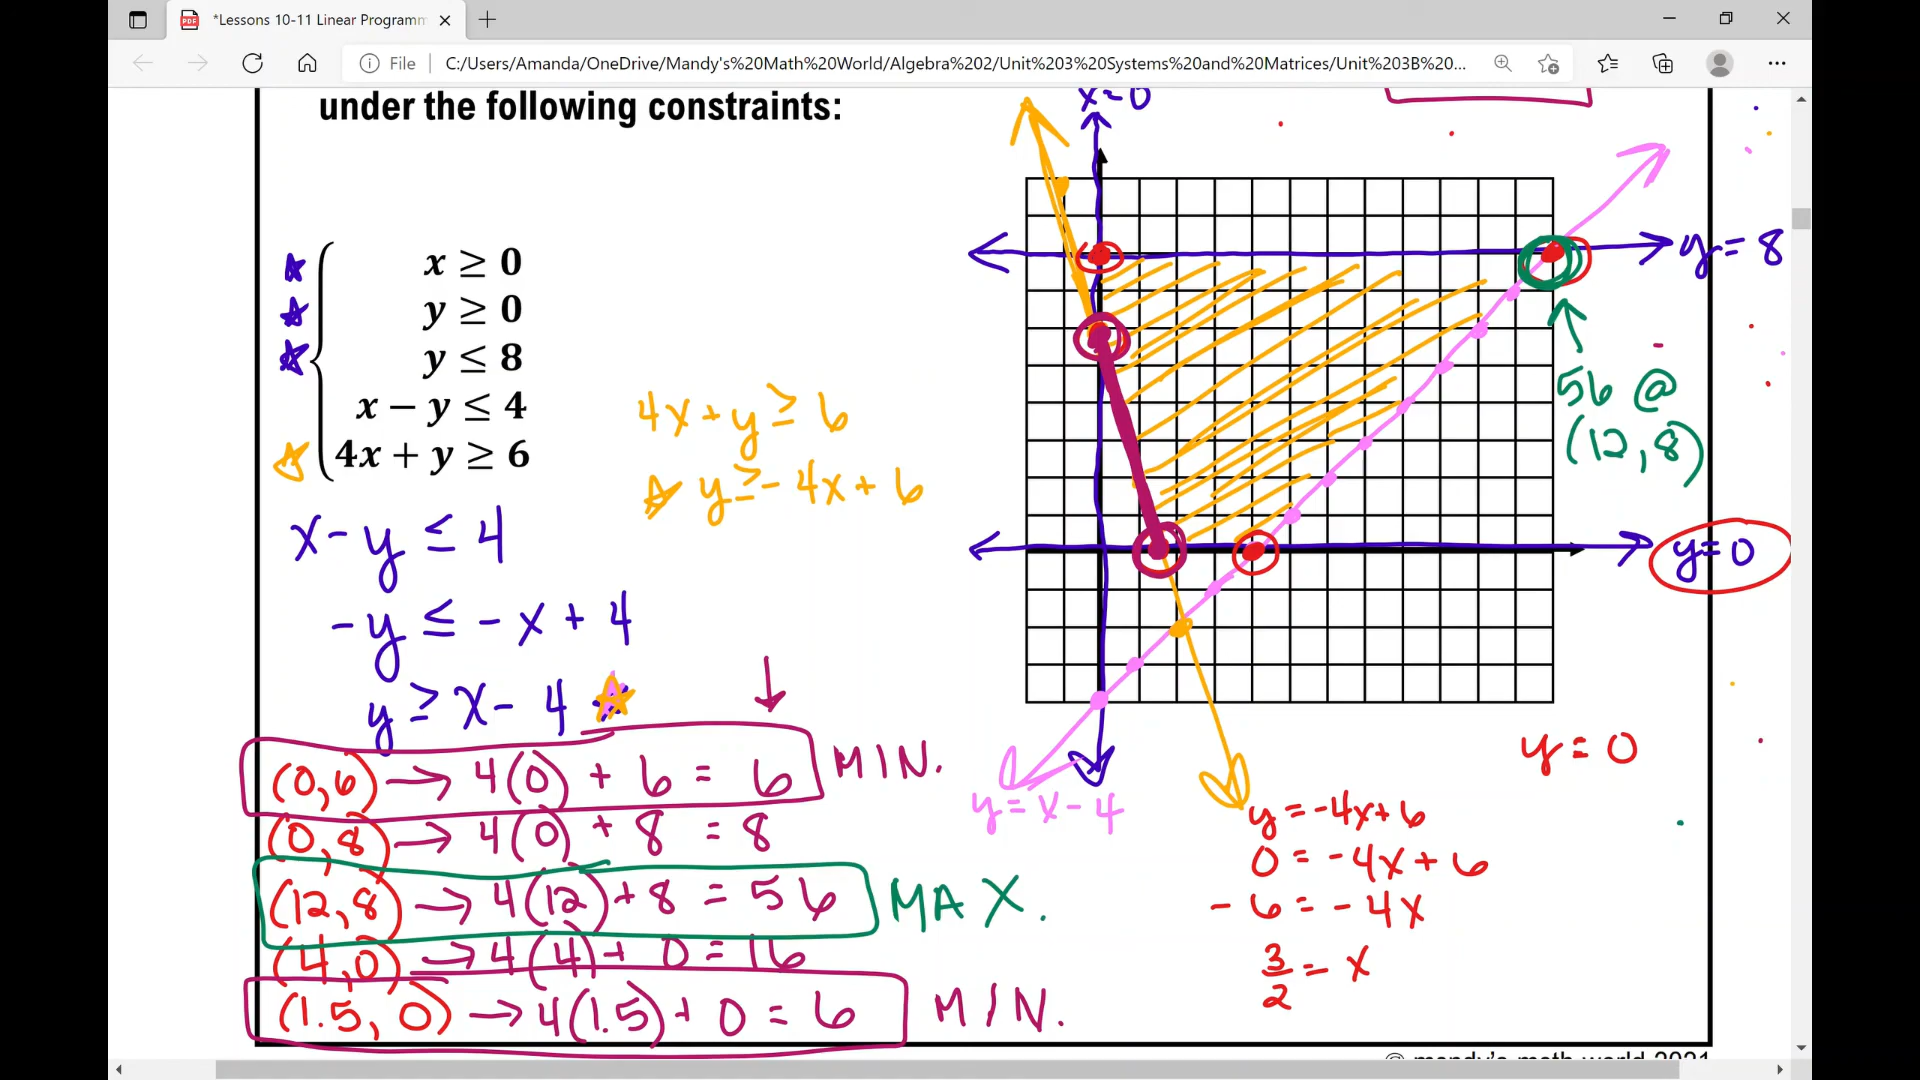 *Lessons 10-11 Linear Programm
File
C:/Users/Amanda/OneDrive/Mandy's%20Math%20World/Algebra%202/Unit%203%20Systems%20and%20Matrices/Unit%203B%20...
under the following constraints:
x = 0
x ≥ 0
y ≥ 0
y ≤ 8
x − y ≤ 4
4x + y ≥ 6
4x + y ≥ 6
y ≥ - 4x + 6
x - y ≤ 4
-y ≤ -x + 4
y ≥ x - 4
y = 8
56 @
(12,8)
y = 0
y = 0
y = x - 4
y = -4x + 6
0 = -4x + 6
-6 = -4x
3/2 = x
(0,6) → 4(0) + 6 = 6 MIN.
(0,8) → 4(0) + 8 = 8
(12,8) → 4(12) + 8 = 56 MAX.
(4,0) → 4(4) + 0 = 16
(1.5, 0) → 4(1.5) + 0 = 6 MIN.
© mandy's math world 2021